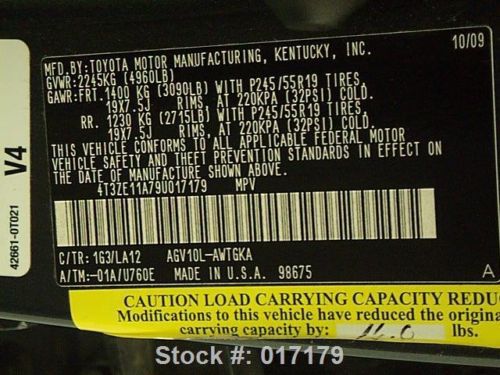 MFD.BY:TOYOTA MOTOR MANUFACTURING, KENTUCKY, INC. 10/09
GVWR:2245KG (4960LB)
GAWR:FRT. 1400 KG (3090LB) WITH P245/55R19 TIRES,
19X7.5J RIMS, AT 220KPA (32PSI) COLD
RR. 1230 KG (2715LB) WITH P245/55R19 TIRES,
19X7.5J RIMS, AT 220KPA (32PSI) COLD
THIS VEHICLE CONFORMS TO ALL APPLICABLE FEDERAL MOTOR
VEHICLE SAFETY AND THEFT PREVENTION STANDARDS IN EFFECT ON
THE DATE OF MANUFACTURE SHOWN ABOVE.
4T3ZE11A79U017179 MPV
C/TR: 1G3/LA12 AGV10L-AWTGKA
A/TM:-01A/U760E MADE IN U.S.A. 98675 A
V4
42661-0T021
CAUTION LOAD CARRYING CAPACITY REDU
Modifications to this vehicle have reduced the origina
carrying capacity by: lbs.
Stock #: 017179